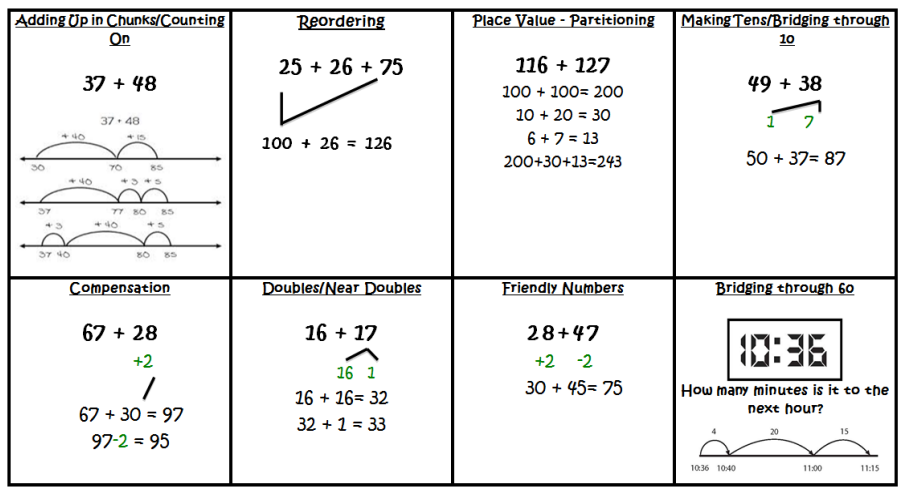 Adding Up in Chunks/Counting
On
37 + 48
37 + 48
+ 40 + 15
30 70 85
+ 40 + 3 + 5
37 77 80 85
+ 3 + 40 + 5
37 40 80 85
Reordering
25 + 26 + 75
100 + 26 = 126
Place Value - Partitioning
116 + 127
100 + 100= 200
10 + 20 = 30
6 + 7 = 13
200+30+13=243
Making Tens/Bridging through
10
49 + 38
1 7
50 + 37= 87
Compensation
67 + 28
+2
67 + 30 = 97
97-2 = 95
Doubles/Near Doubles
16 + 17
16 1
16 + 16= 32
32 + 1 = 33
Friendly Numbers
28+47
+2 -2
30 + 45= 75
Bridging through 60
10:36
How many minutes is it to the
next hour?
4 20 15
10:36 10:40 11:00 11:15